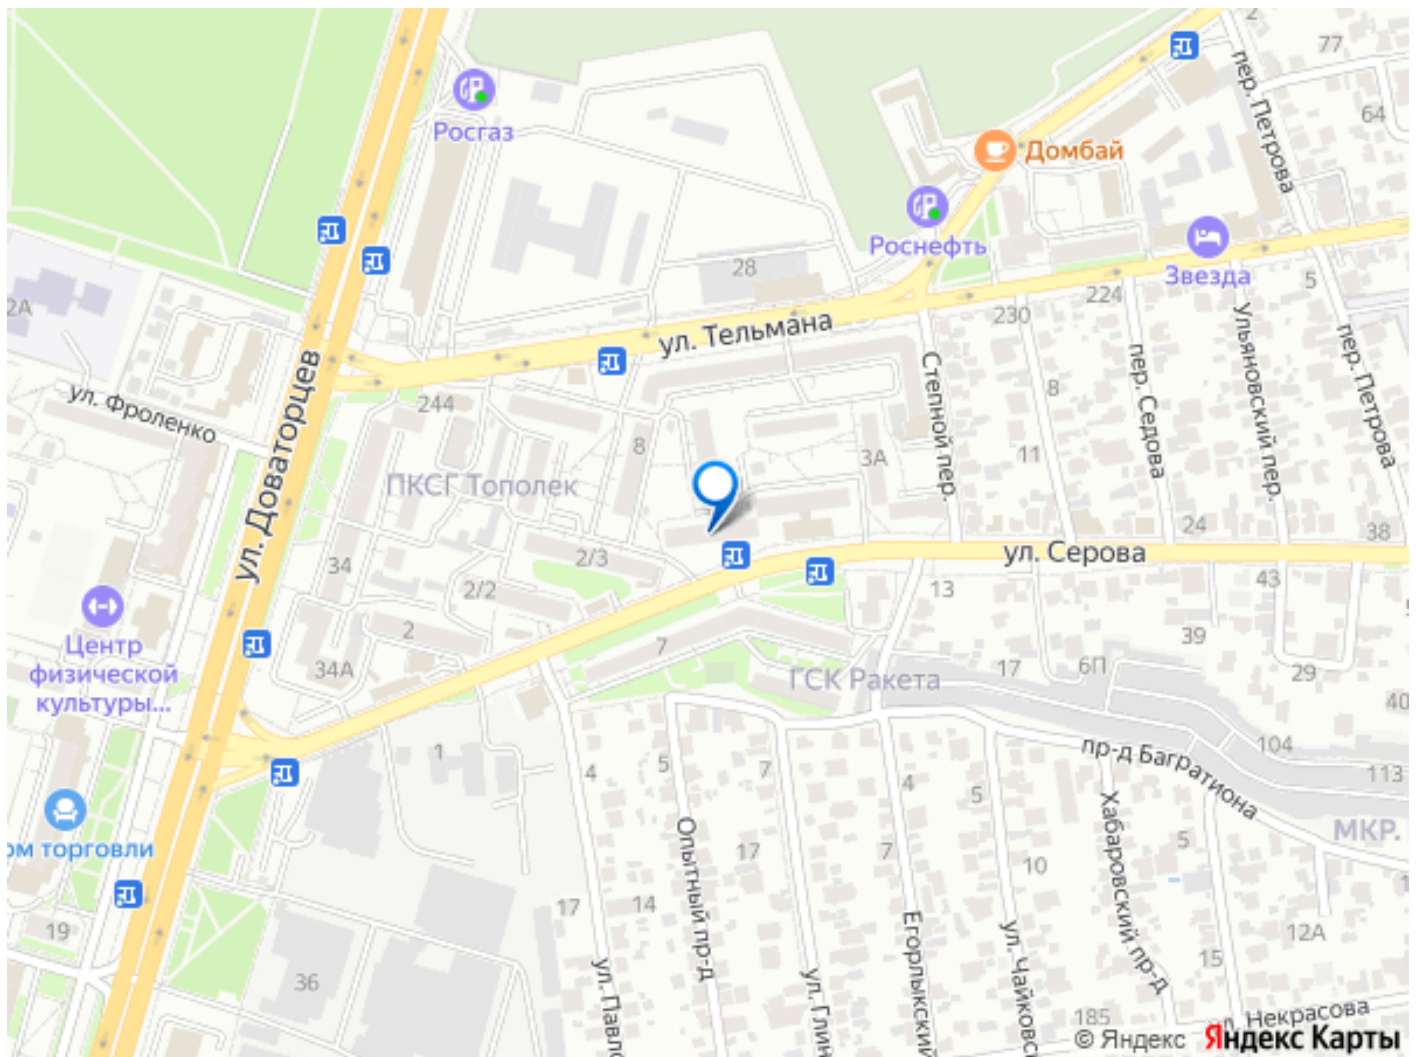 2
77
пер. Петрова
64
Росгаз
Домбай
Роснефть
Звезда
28
224
5
2А
ул. Тельмана
230
Ульяновский пер.
пер. Петрова
ул. Доваторцев
ул. Фроленко
244
Степной пер.
8
пер. Седова
8
11
3А
ПКСГ Тополек
24
38
ул. Серова
34
2/3
2/2
13
43
2
7
39
Центр
физической
культуры...
34А
ГСК Ракета
17
6П
29
40
1
4
5
7
4
5
пр-д Багратиона
104
113
Хабаровский пр-д
МКР.
ом торговли
Опытный пр-д
17
7
10
5
17
14
19
12А
15
36
ул. Павло
ул. Глин
Егорлыкский
ул. Чайковс
185
л. Некрасова
© Яндекс Яндекс Карты